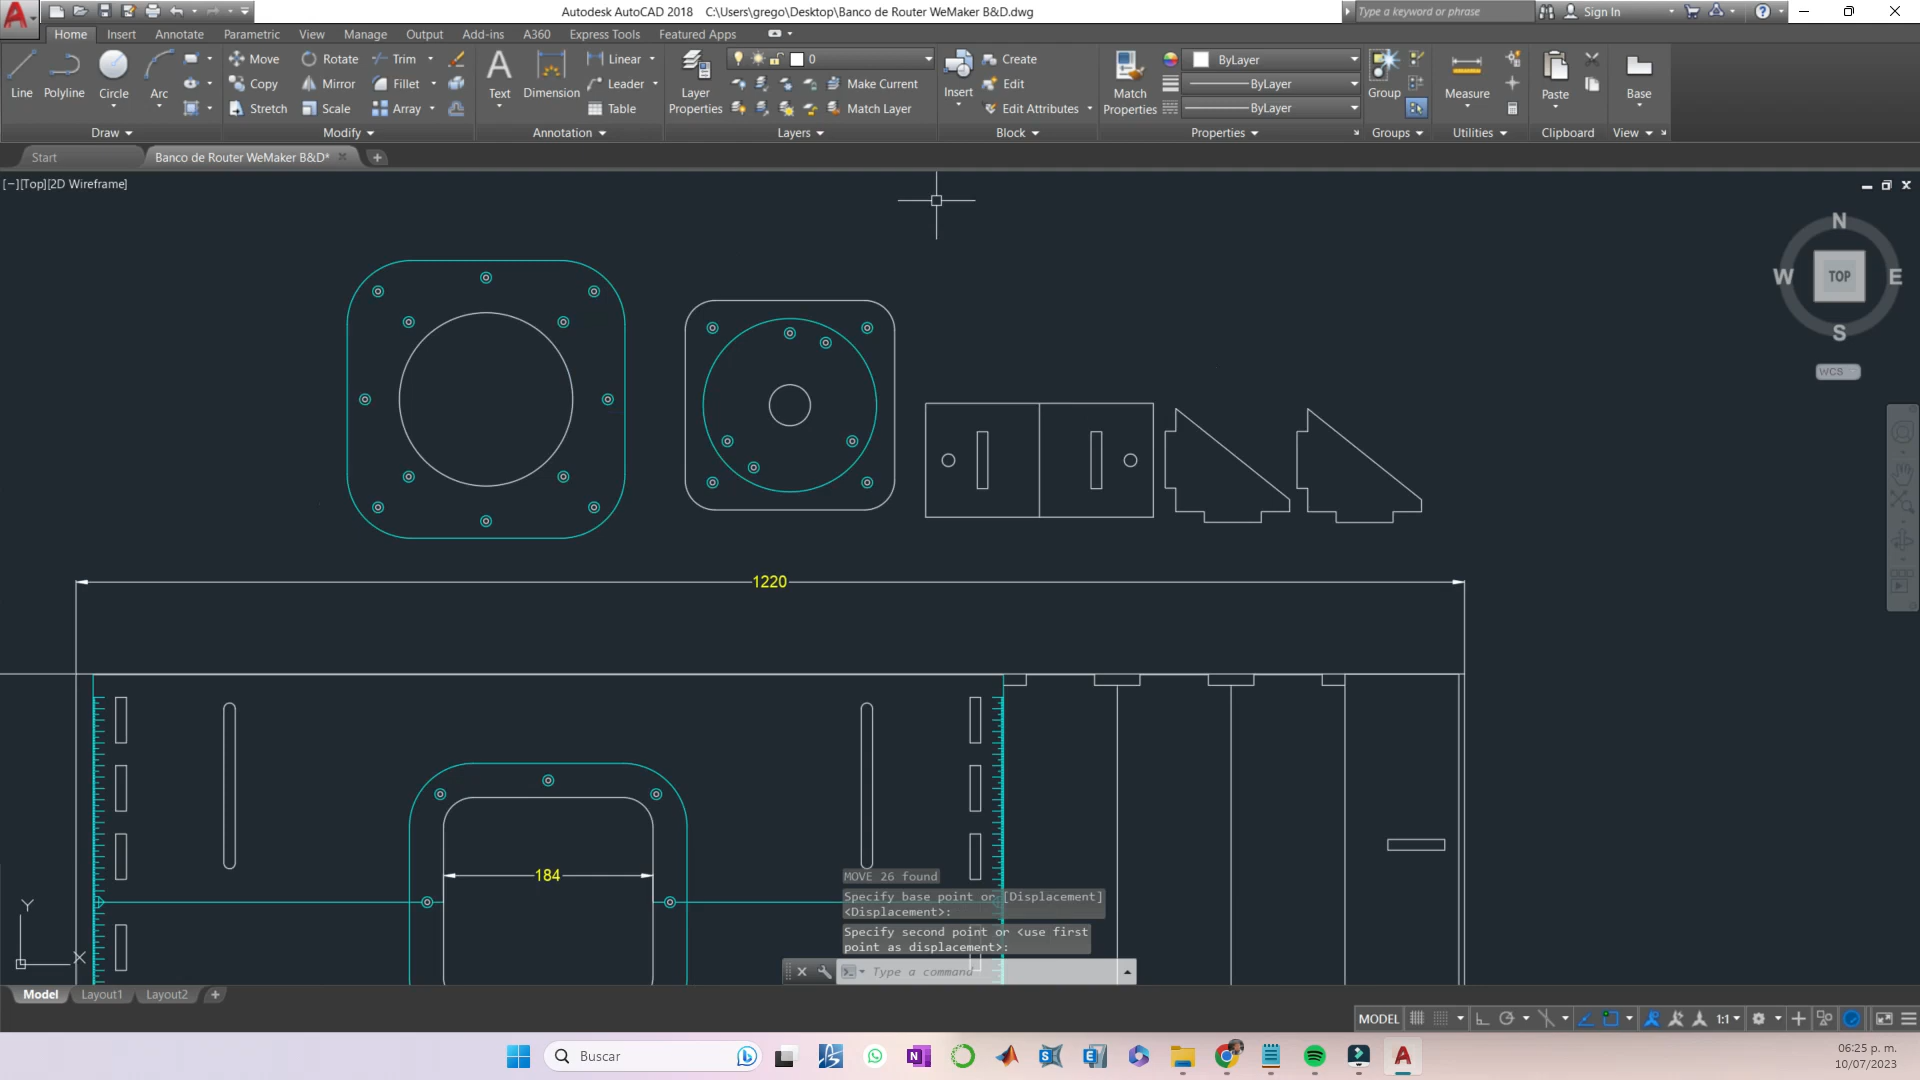 Autodesk AutoCAD 2018 C:\Users\grego\Desktop\Banco de Router WeMaker B&D.dwg
Type a keyword or phrase
Sign In
Home Insert Annotate Parametric View Manage Output Add-ins A360 Express Tools Featured Apps
Line
Polyline
Circle
Arc
Draw
Move
Rotate
Trim
Copy
Mirror
Fillet
Stretch
Scale
Array
Modify
Text
Dimension
Linear
Leader
Table
Annotation
Layer
Properties
0
Make Current
Match Layer
Layers
Insert
Create
Edit
Edit Attributes
Block
Match
Properties
ByLayer
ByLayer
ByLayer
Properties
Group
Groups
Measure
Utilities
Paste
Clipboard
Base
View
Start
Banco de Router WeMaker B&D*
[−][Top][2D Wireframe]
N
W TOP E
S
WCS
1220
184
MOVE 26 found
Specify base point or [Displacement]
<Displacement>:
Specify second point or <use first
point as displacement>:
Type a command
Y
X
Model Layout1 Layout2
MODEL
1:1
Buscar
06:25 p. m.
10/07/2023